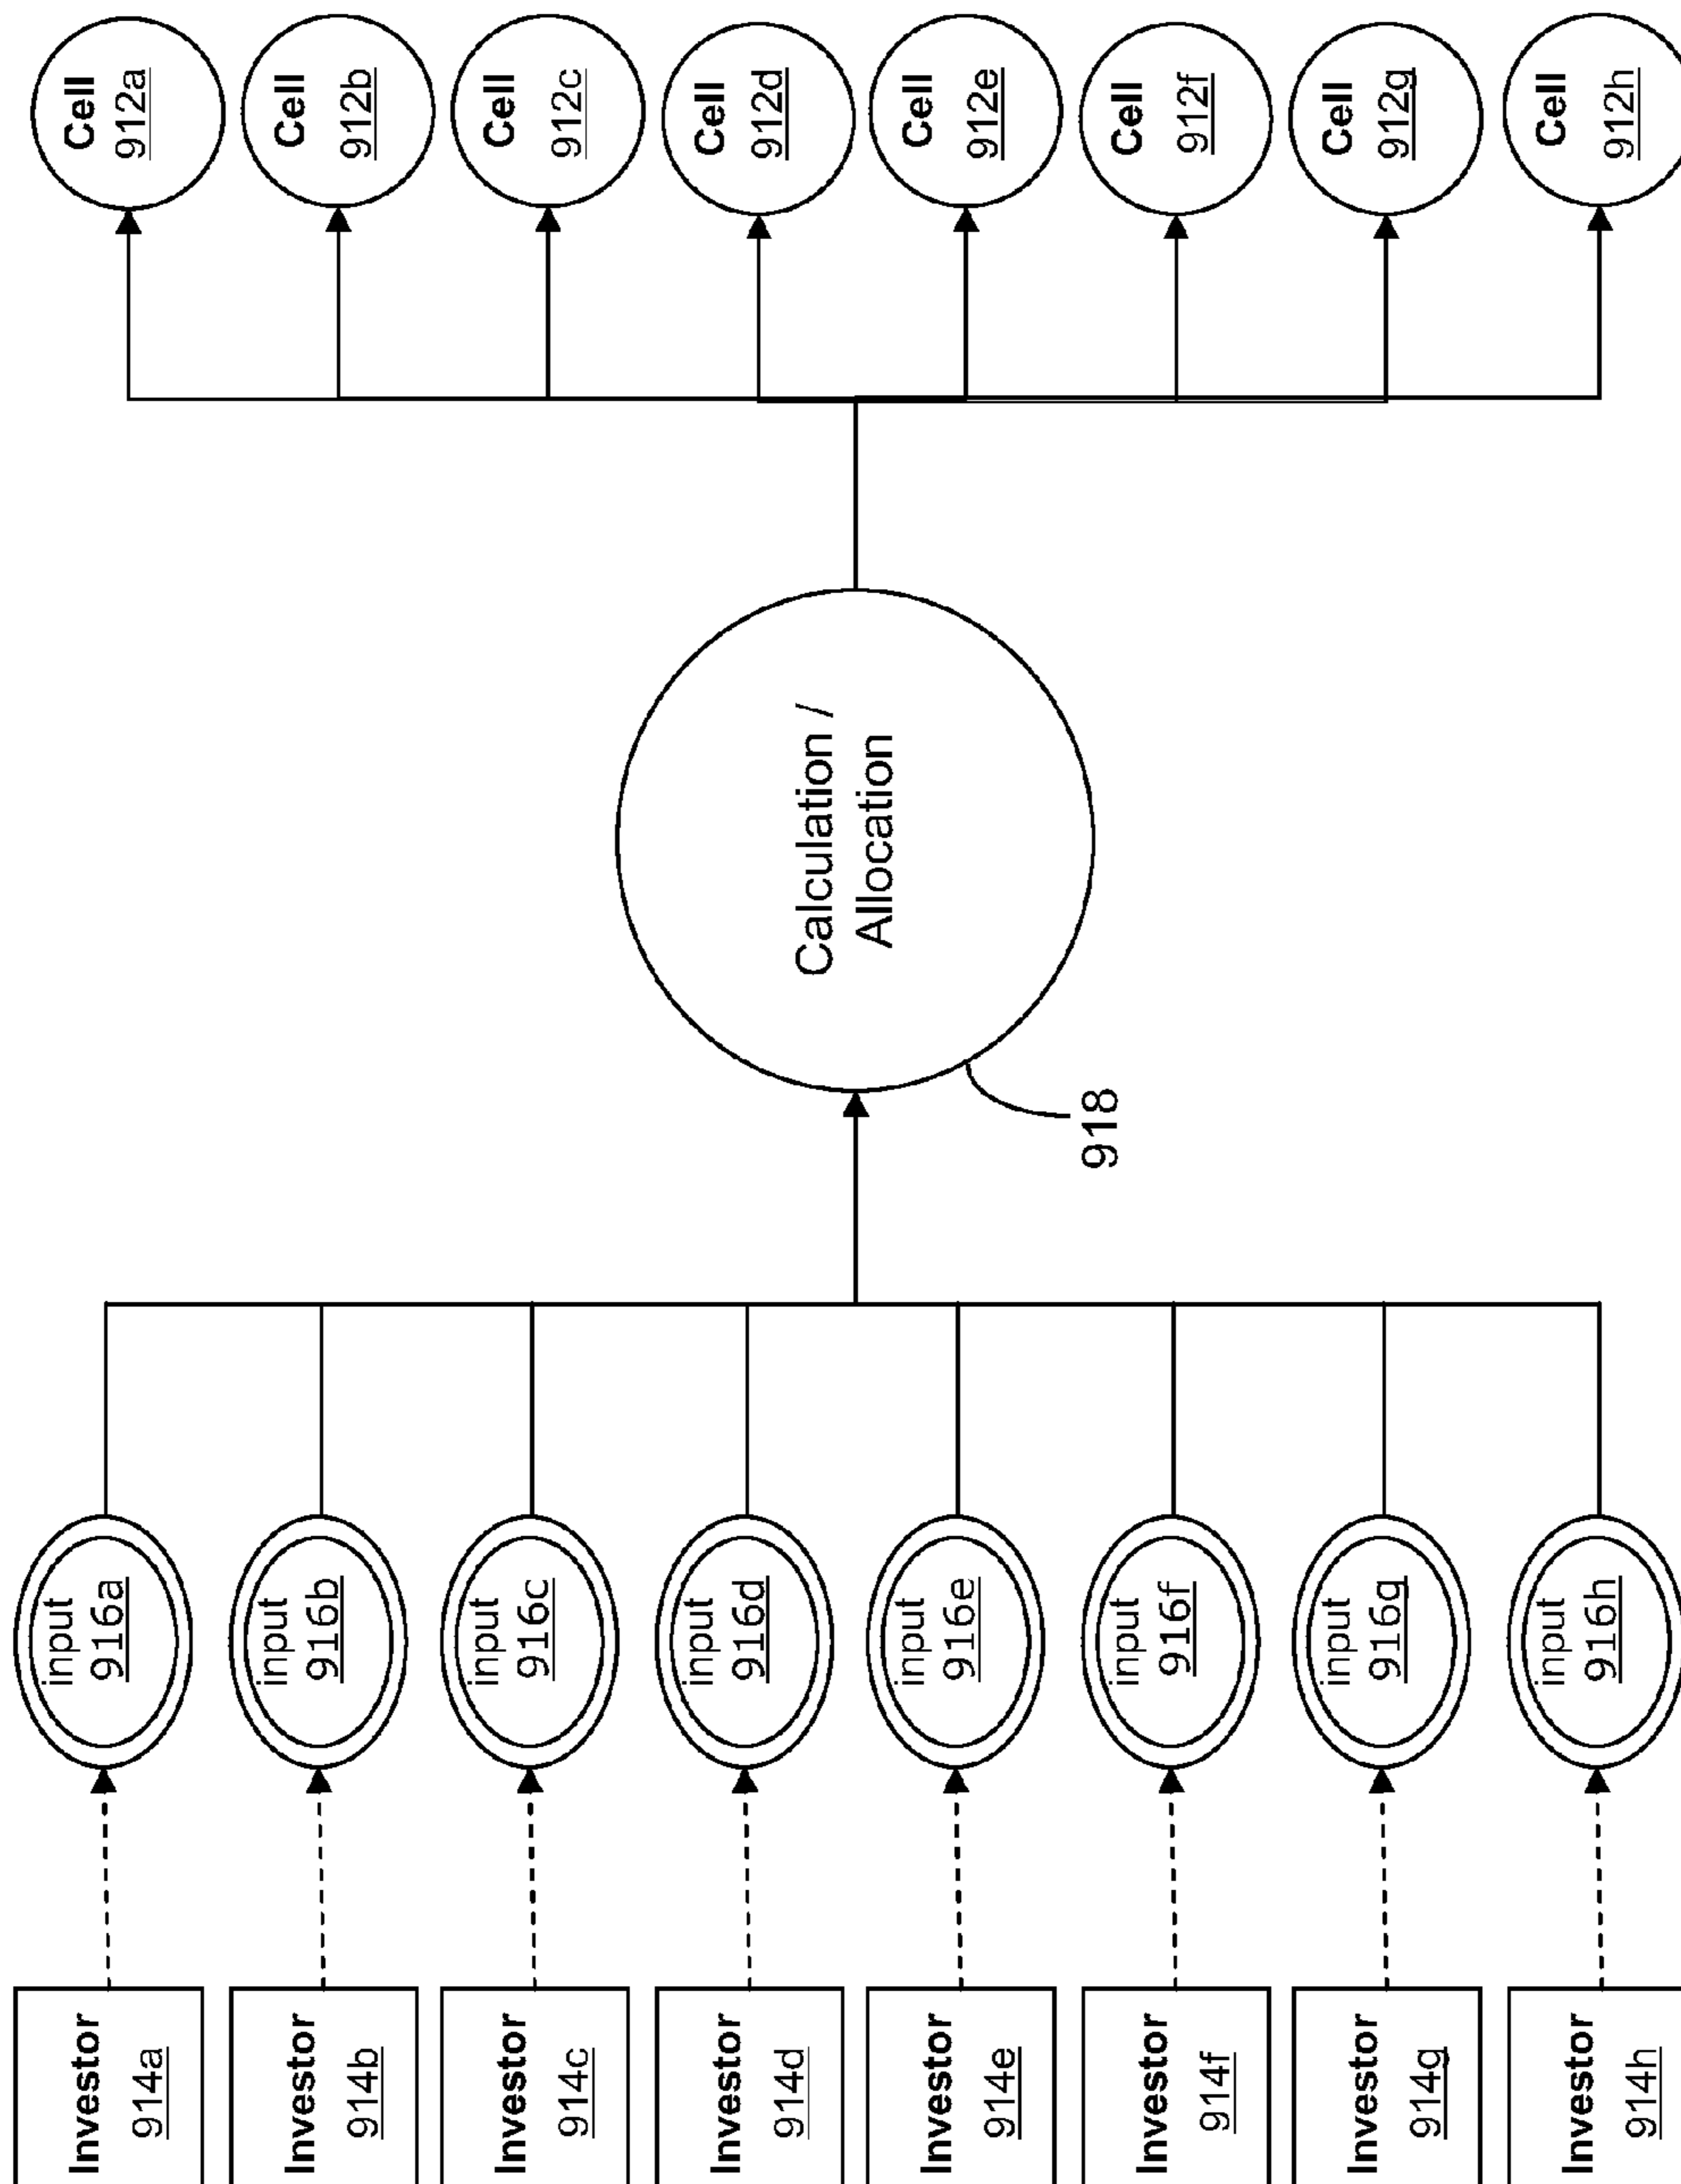 Investor
914a
Investor
914b
Investor
914c
Investor
914d
Investor
914e
Investor
914f
Investor
914g
Investor
914h
input
916a
input
916b
input
916c
input
916d
input
916e
input
916f
input
916g
input
916h
Calculation /
Allocation
918
Cell
912a
Cell
912b
Cell
912c
Cell
912d
Cell
912e
Cell
912f
Cell
912g
Cell
912h